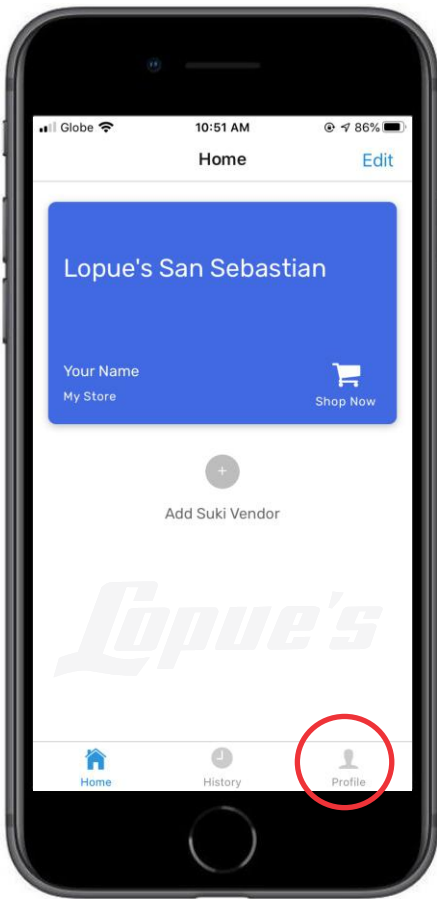 Globe 10:51 AM 86%
Home Edit
Lopue's San Sebastian
Your Name
My Store
Shop Now
+
Add Suki Vendor
Lopue's
Home History Profile